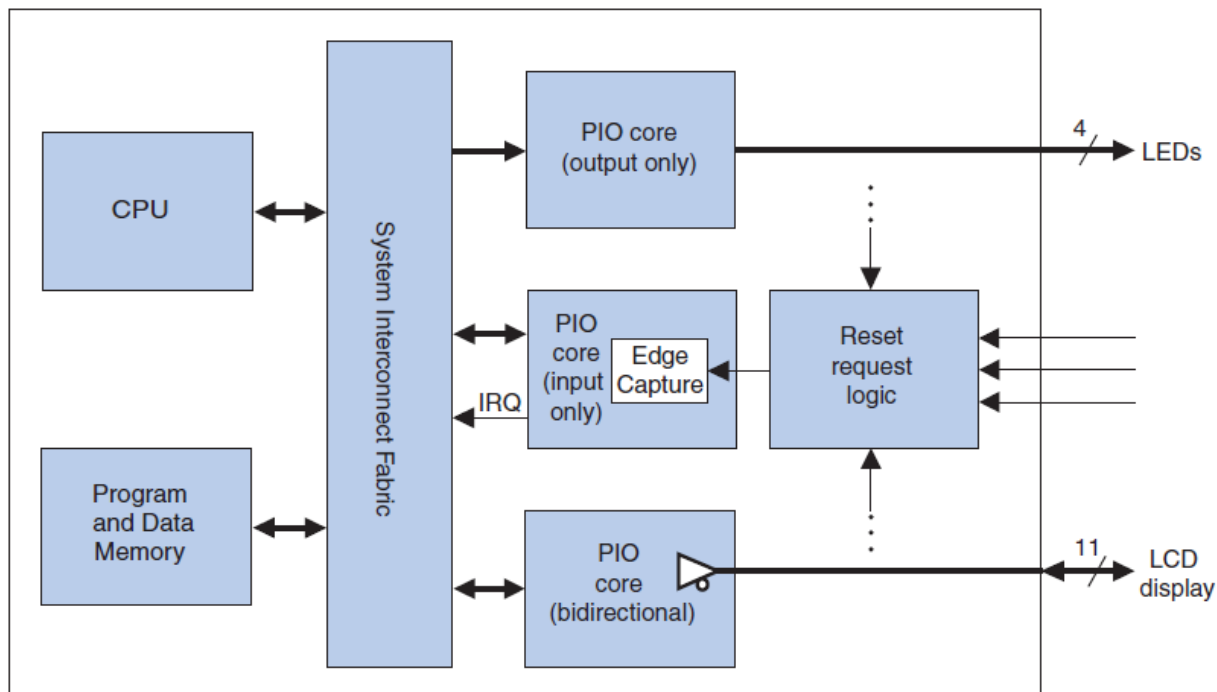 CPU
Program
and Data
Memory
System Interconnect Fabric
PIO core
(output only)
4
LEDs
PIO
core
(input
only)
Edge
Capture
IRQ
Reset
request
logic
PIO
core
(bidirectional)
11
LCD
display